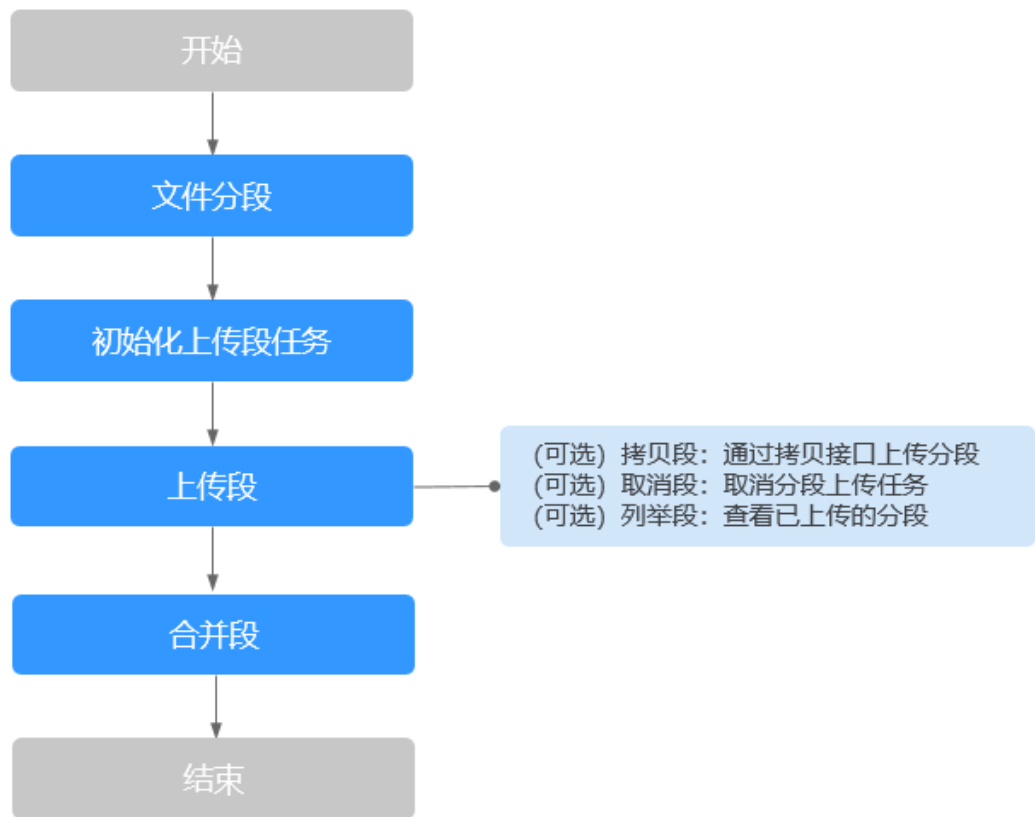 开始
文件分段
初始化上传段任务
上传段
(可选) 拷贝段：通过拷贝接口上传分段
(可选) 取消段：取消分段上传任务
(可选) 列举段：查看已上传的分段
合并段
结束